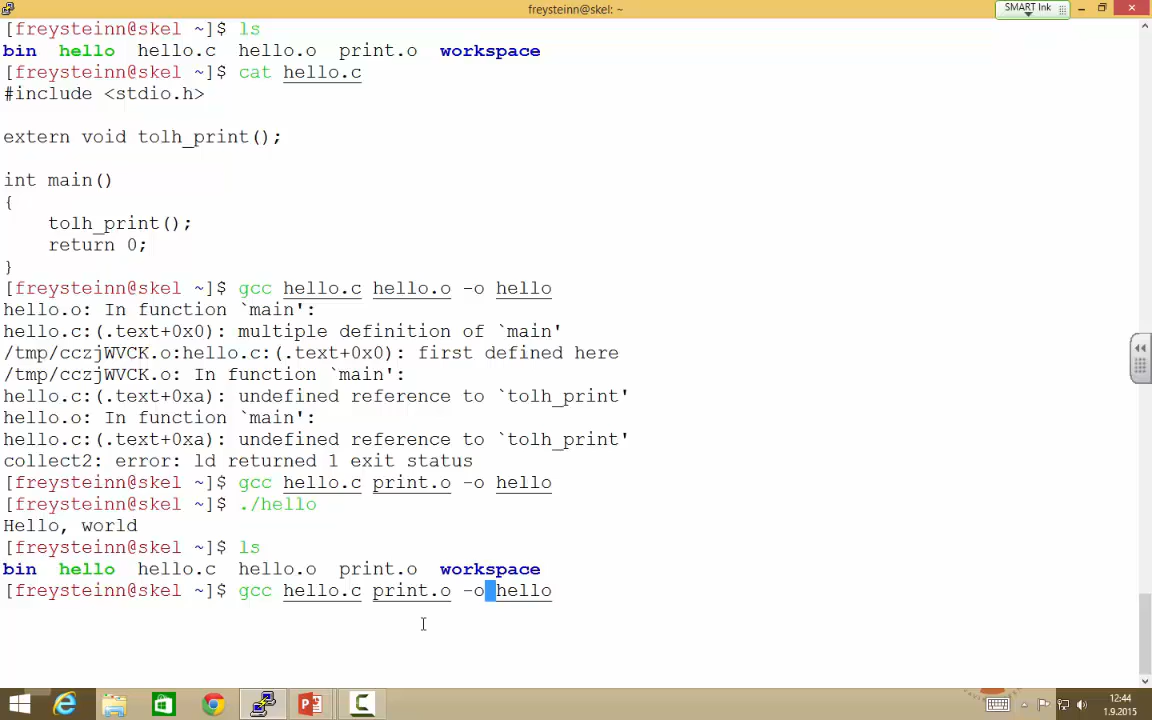 freysteinn@skel: ~
SMART Ink
[freysteinn@skel ~]$ ls
bin hello hello.c hello.o print.o workspace
[freysteinn@skel ~]$ cat hello.c
#include <stdio.h>
extern void tolh_print();
int main()
{
tolh_print();
return 0;
}
[freysteinn@skel ~]$ gcc hello.c hello.o -o hello
hello.o: In function `main':
hello.c:(.text+0x0): multiple definition of `main'
/tmp/cczjWVCK.o:hello.c:(.text+0x0): first defined here
/tmp/cczjWVCK.o: In function `main':
hello.c:(.text+0xa): undefined reference to `tolh_print'
hello.o: In function `main':
hello.c:(.text+0xa): undefined reference to `tolh_print'
collect2: error: ld returned 1 exit status
[freysteinn@skel ~]$ gcc hello.c print.o -o hello
[freysteinn@skel ~]$ ./hello
Hello, world
[freysteinn@skel ~]$ ls
bin hello hello.c hello.o print.o workspace
[freysteinn@skel ~]$ gcc hello.c print.o -o hello
12:44
1.9.2015